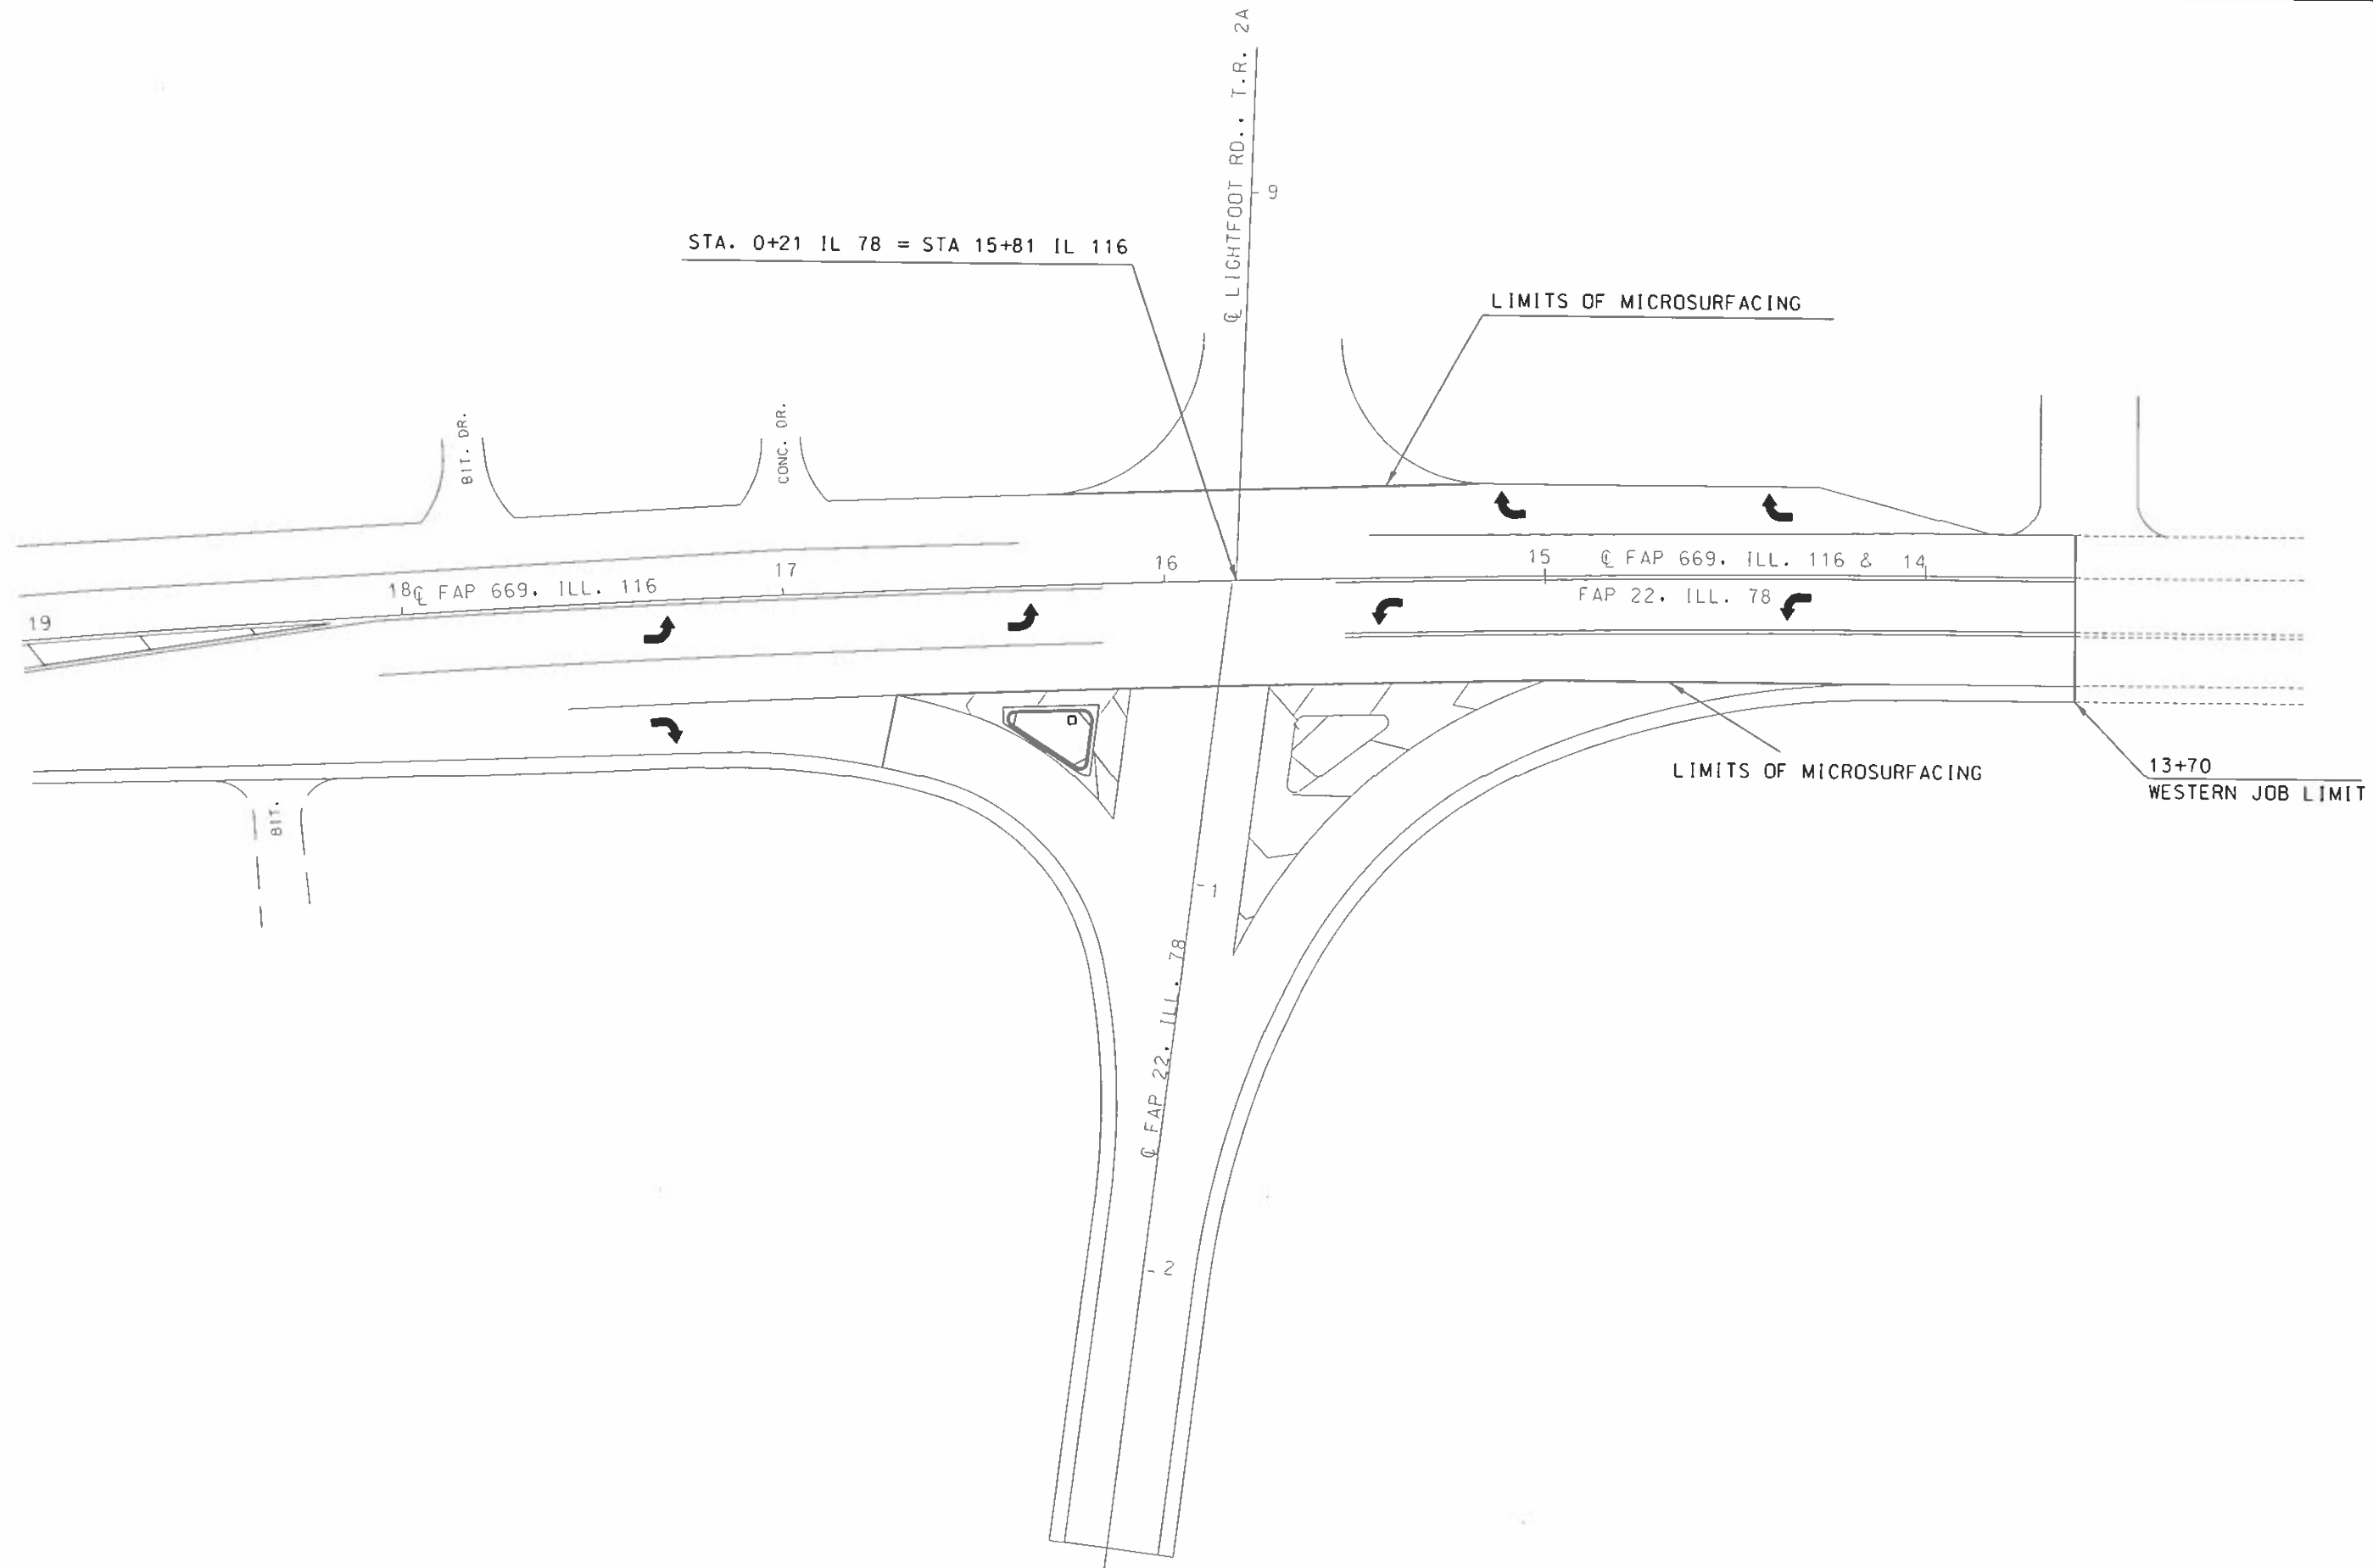 ℄ LIGHTFOOT RD.. T.R. 2A
9
STA. 0+21 IL 78 = STA 15+81 IL 116
LIMITS OF MICROSURFACING
BIT. DR.
CONC. DR.
19
18
℄ FAP 669. ILL. 116
17
16
15
℄ FAP 669. ILL. 116 &
14
FAP 22. ILL. 78
LIMITS OF MICROSURFACING
13+70
WESTERN JOB LIMIT
BIT.
1
℄ FAP 22. ILL. 78
2